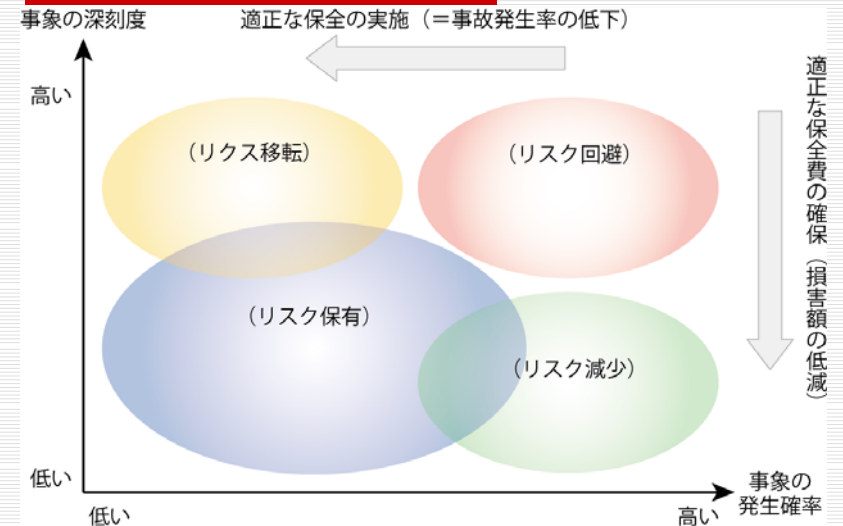 事象の深刻度
適正な保全の実施（＝事故発生率の低下）
高い
（リクス移転）
（リスク回避）
適正な保全費の確保（損害額の低減）
（リスク保有）
（リスク減少）
低い
低い
高い
事象の
発生確率